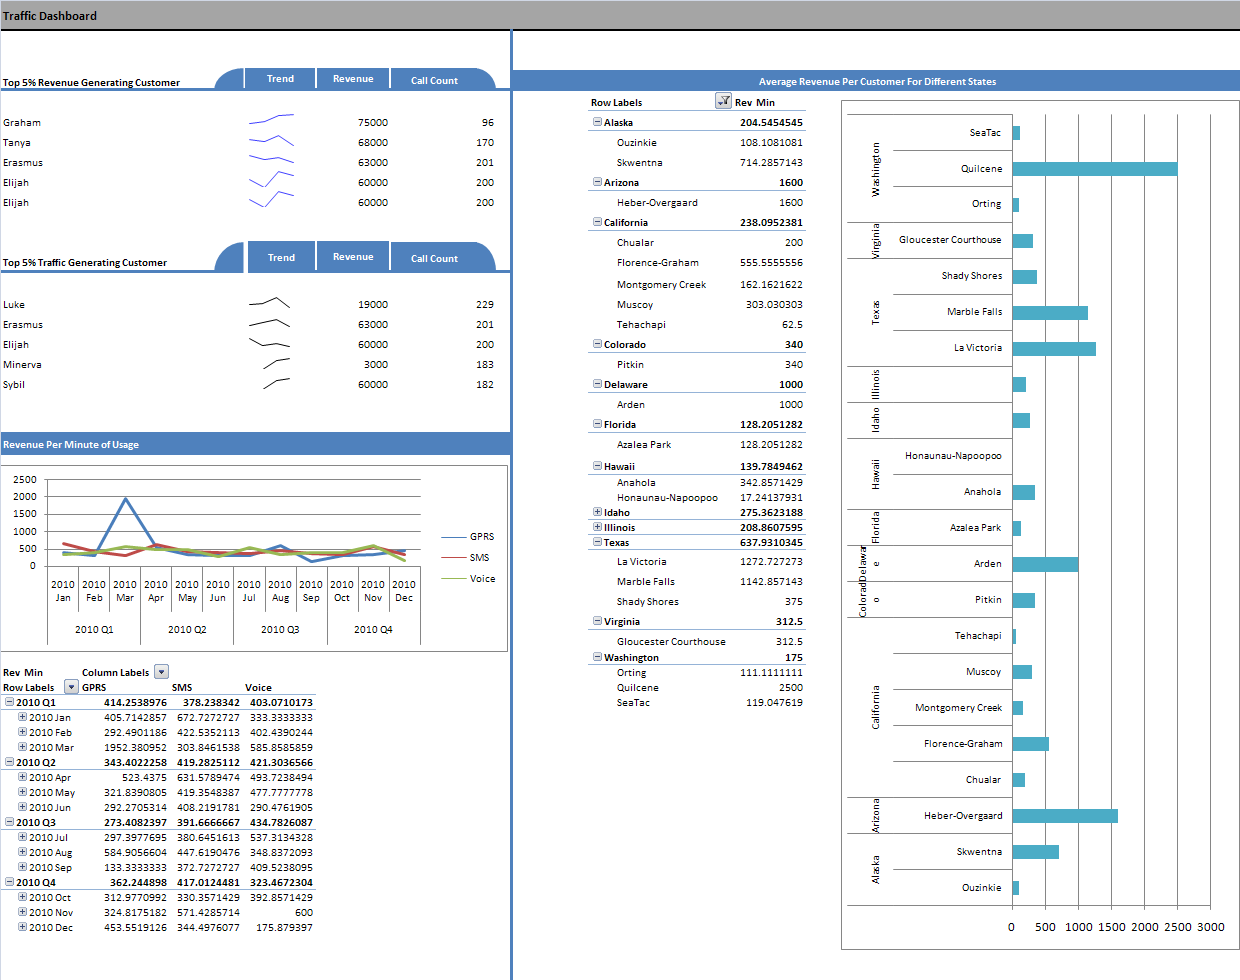 Traffic Dashboard
Top 5% Revenue Generating Customer Trend Revenue Call Count
Graham 75000 96
Tanya 68000 170
Erasmus 63000 201
Elijah 60000 200
Elijah 60000 200
Top 5% Traffic Generating Customer Trend Revenue Call Count
Luke 19000 229
Erasmus 63000 201
Elijah 60000 200
Minerva 3000 183
Sybil 60000 182
Revenue Per Minute of Usage
2500
2000
1500
1000
500
0
GPRS
SMS
Voice
2010 2010 2010 2010 2010 2010 2010 2010 2010 2010 2010 2010
Jan Feb Mar Apr May Jun Jul Aug Sep Oct Nov Dec
2010 Q1 2010 Q2 2010 Q3 2010 Q4
Rev Min Column Labels
Row Labels GPRS SMS Voice
2010 Q1 414.2538976 378.238342 403.0710173
2010 Jan 405.7142857 672.7272727 333.3333333
2010 Feb 292.4901186 422.5352113 402.4390244
2010 Mar 1952.380952 303.8461538 585.8585859
2010 Q2 343.4022258 419.2825112 421.3036566
2010 Apr 523.4375 631.5789474 493.7238494
2010 May 321.8390805 419.3548387 477.7777778
2010 Jun 292.2705314 408.2191781 290.4761905
2010 Q3 273.4082397 391.6666667 434.7826087
2010 Jul 297.3977695 380.6451613 537.3134328
2010 Aug 584.9056604 447.6190476 348.8372093
2010 Sep 133.3333333 372.7272727 409.5238095
2010 Q4 362.244898 417.0124481 323.4672304
2010 Oct 312.9770992 330.3571429 392.8571429
2010 Nov 324.8175182 571.4285714 600
2010 Dec 453.5519126 344.4976077 175.879397
Average Revenue Per Customer For Different States
Row Labels Rev Min
Alaska 204.5454545
Ouzinkie 108.1081081
Skwentna 714.2857143
Arizona 1600
Heber-Overgaard 1600
California 238.0952381
Chualar 200
Florence-Graham 555.5555556
Montgomery Creek 162.1621622
Muscoy 303.030303
Tehachapi 62.5
Colorado 340
Pitkin 340
Delaware 1000
Arden 1000
Florida 128.2051282
Azalea Park 128.2051282
Hawaii 139.7849462
Anahola 342.8571429
Honaunau-Napoopoo 17.24137931
Idaho 275.3623188
Illinois 208.8607595
Texas 637.9310345
La Victoria 1272.727273
Marble Falls 1142.857143
Shady Shores 375
Virginia 312.5
Gloucester Courthouse 312.5
Washington 175
Orting 111.1111111
Quilcene 2500
SeaTac 119.047619
Washington
SeaTac
Quilcene
Orting
Virginia
Gloucester Courthouse
Texas
Shady Shores
Marble Falls
La Victoria
Illinois
Idaho
Hawaii
Honaunau-Napoopoo
Anahola
Florida
Azalea Park
Delawar
e
Arden
Colorad
o
Pitkin
California
Tehachapi
Muscoy
Montgomery Creek
Florence-Graham
Chualar
Arizona
Heber-Overgaard
Alaska
Skwentna
Ouzinkie
0 500 1000 1500 2000 2500 3000